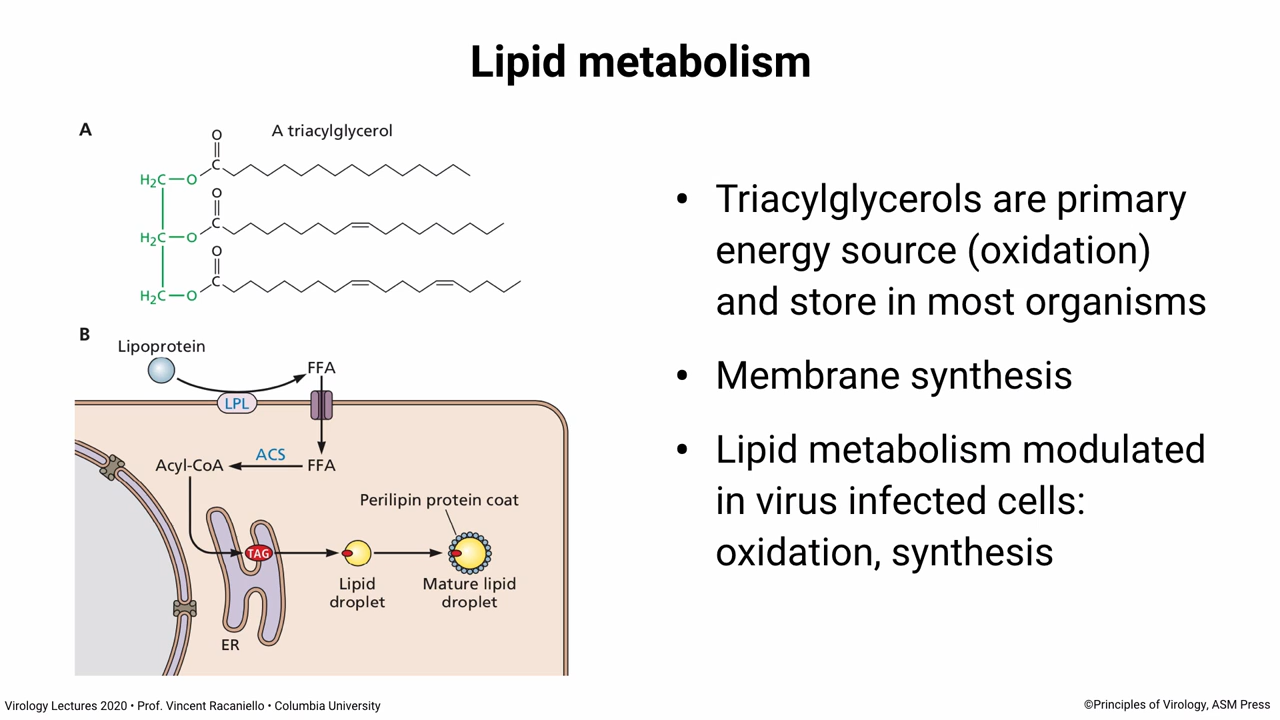 Lipid metabolism
A
A triacylglycerol
O
C
H₂C—O
O
C
H₂C—O
O
C
H₂C—O
B
Lipoprotein
FFA
LPL
Acyl-CoA
ACS
FFA
Perilipin protein coat
TAG
Lipid
droplet
Mature lipid
droplet
ER
• Triacylglycerols are primary
energy source (oxidation)
and store in most organisms
• Membrane synthesis
• Lipid metabolism modulated
in virus infected cells:
oxidation, synthesis
Virology Lectures 2020 • Prof. Vincent Racaniello • Columbia University
©Principles of Virology, ASM Press